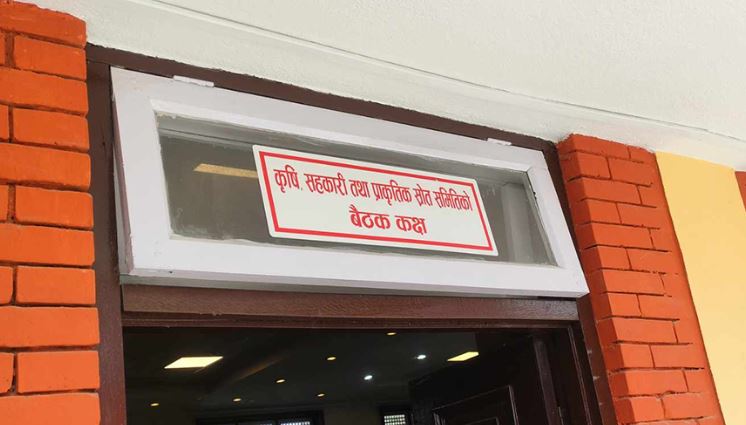 कृषि, सहकारी तथा प्राकृतिक स्रोत समितिको
बैठक कक्ष